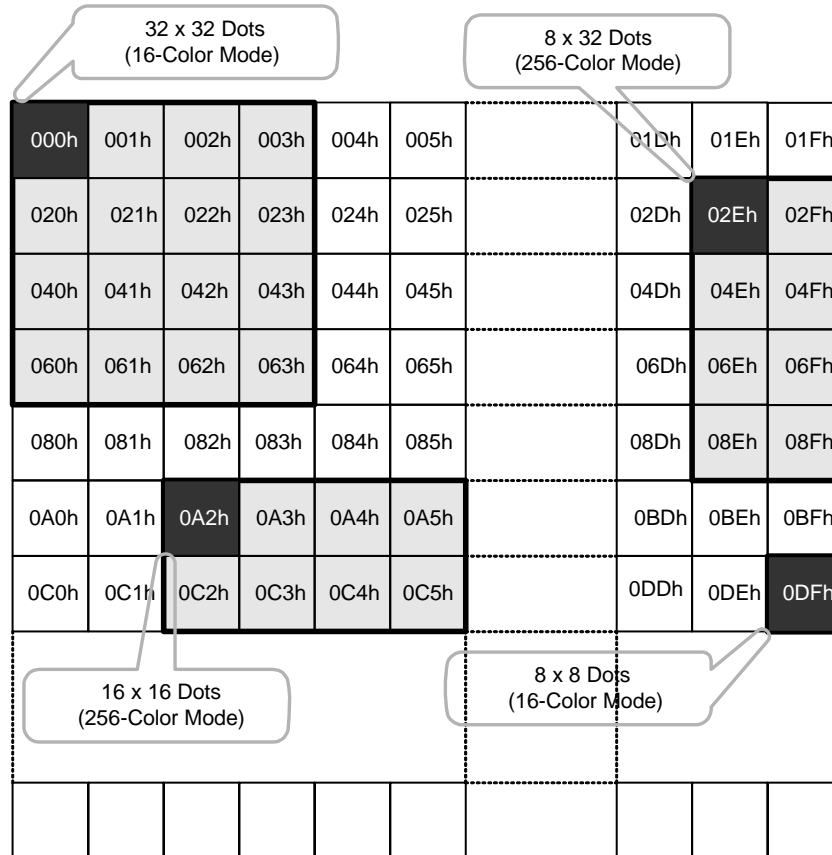 32 x 32 Dots
(16-Color Mode)
8 x 32 Dots
(256-Color Mode)
000h 001h 002h 003h 004h 005h 01Dh 01Eh 01Fh
020h 021h 022h 023h 024h 025h 02Dh 02Eh 02Fh
040h 041h 042h 043h 044h 045h 04Dh 04Eh 04Fh
060h 061h 062h 063h 064h 065h 06Dh 06Eh 06Fh
080h 081h 082h 083h 084h 085h 08Dh 08Eh 08Fh
0A0h 0A1h 0A2h 0A3h 0A4h 0A5h 0BDh 0BEh 0BFh
0C0h 0C1h 0C2h 0C3h 0C4h 0C5h 0DDh 0DEh 0DFh
16 x 16 Dots
(256-Color Mode)
8 x 8 Dots
(16-Color Mode)